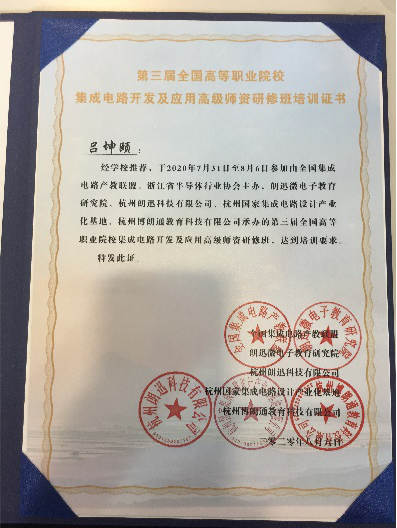 第三届全国高等职业院校
集成电路开发及应用高级师资研修班培训证书
吕坤颐：
经学校推荐，于2020年7月31日至8月6日参加由全国集成
电路产教联盟、浙江省半导体行业协会主办，朗迅微电子教育
研究院、杭州朗迅科技有限公司、杭州国家集成电路设计产业
化基地、杭州博朗通教育科技有限公司承办的第三届全国高等
职业院校集成电路开发及应用高级师资研修班，达到培训要求。
特发此证。
全国集成电路产教联盟
朗迅微电子教育研究院
杭州朗迅科技有限公司
杭州国家集成电路设计产业化基地
杭州博朗通教育科技有限公司
二〇二〇年八月六日
杭州朗迅科技有限公司